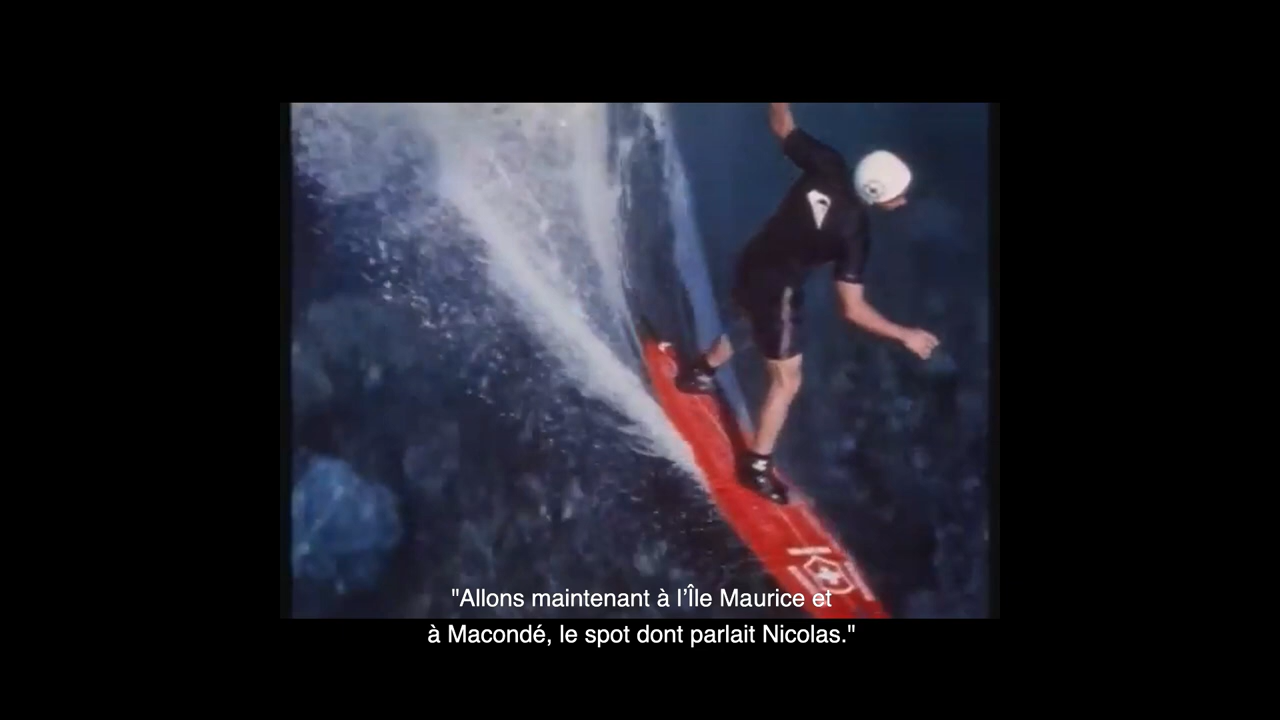 "Allons maintenant à l’Île Maurice et
à Macondé, le spot dont parlait Nicolas."